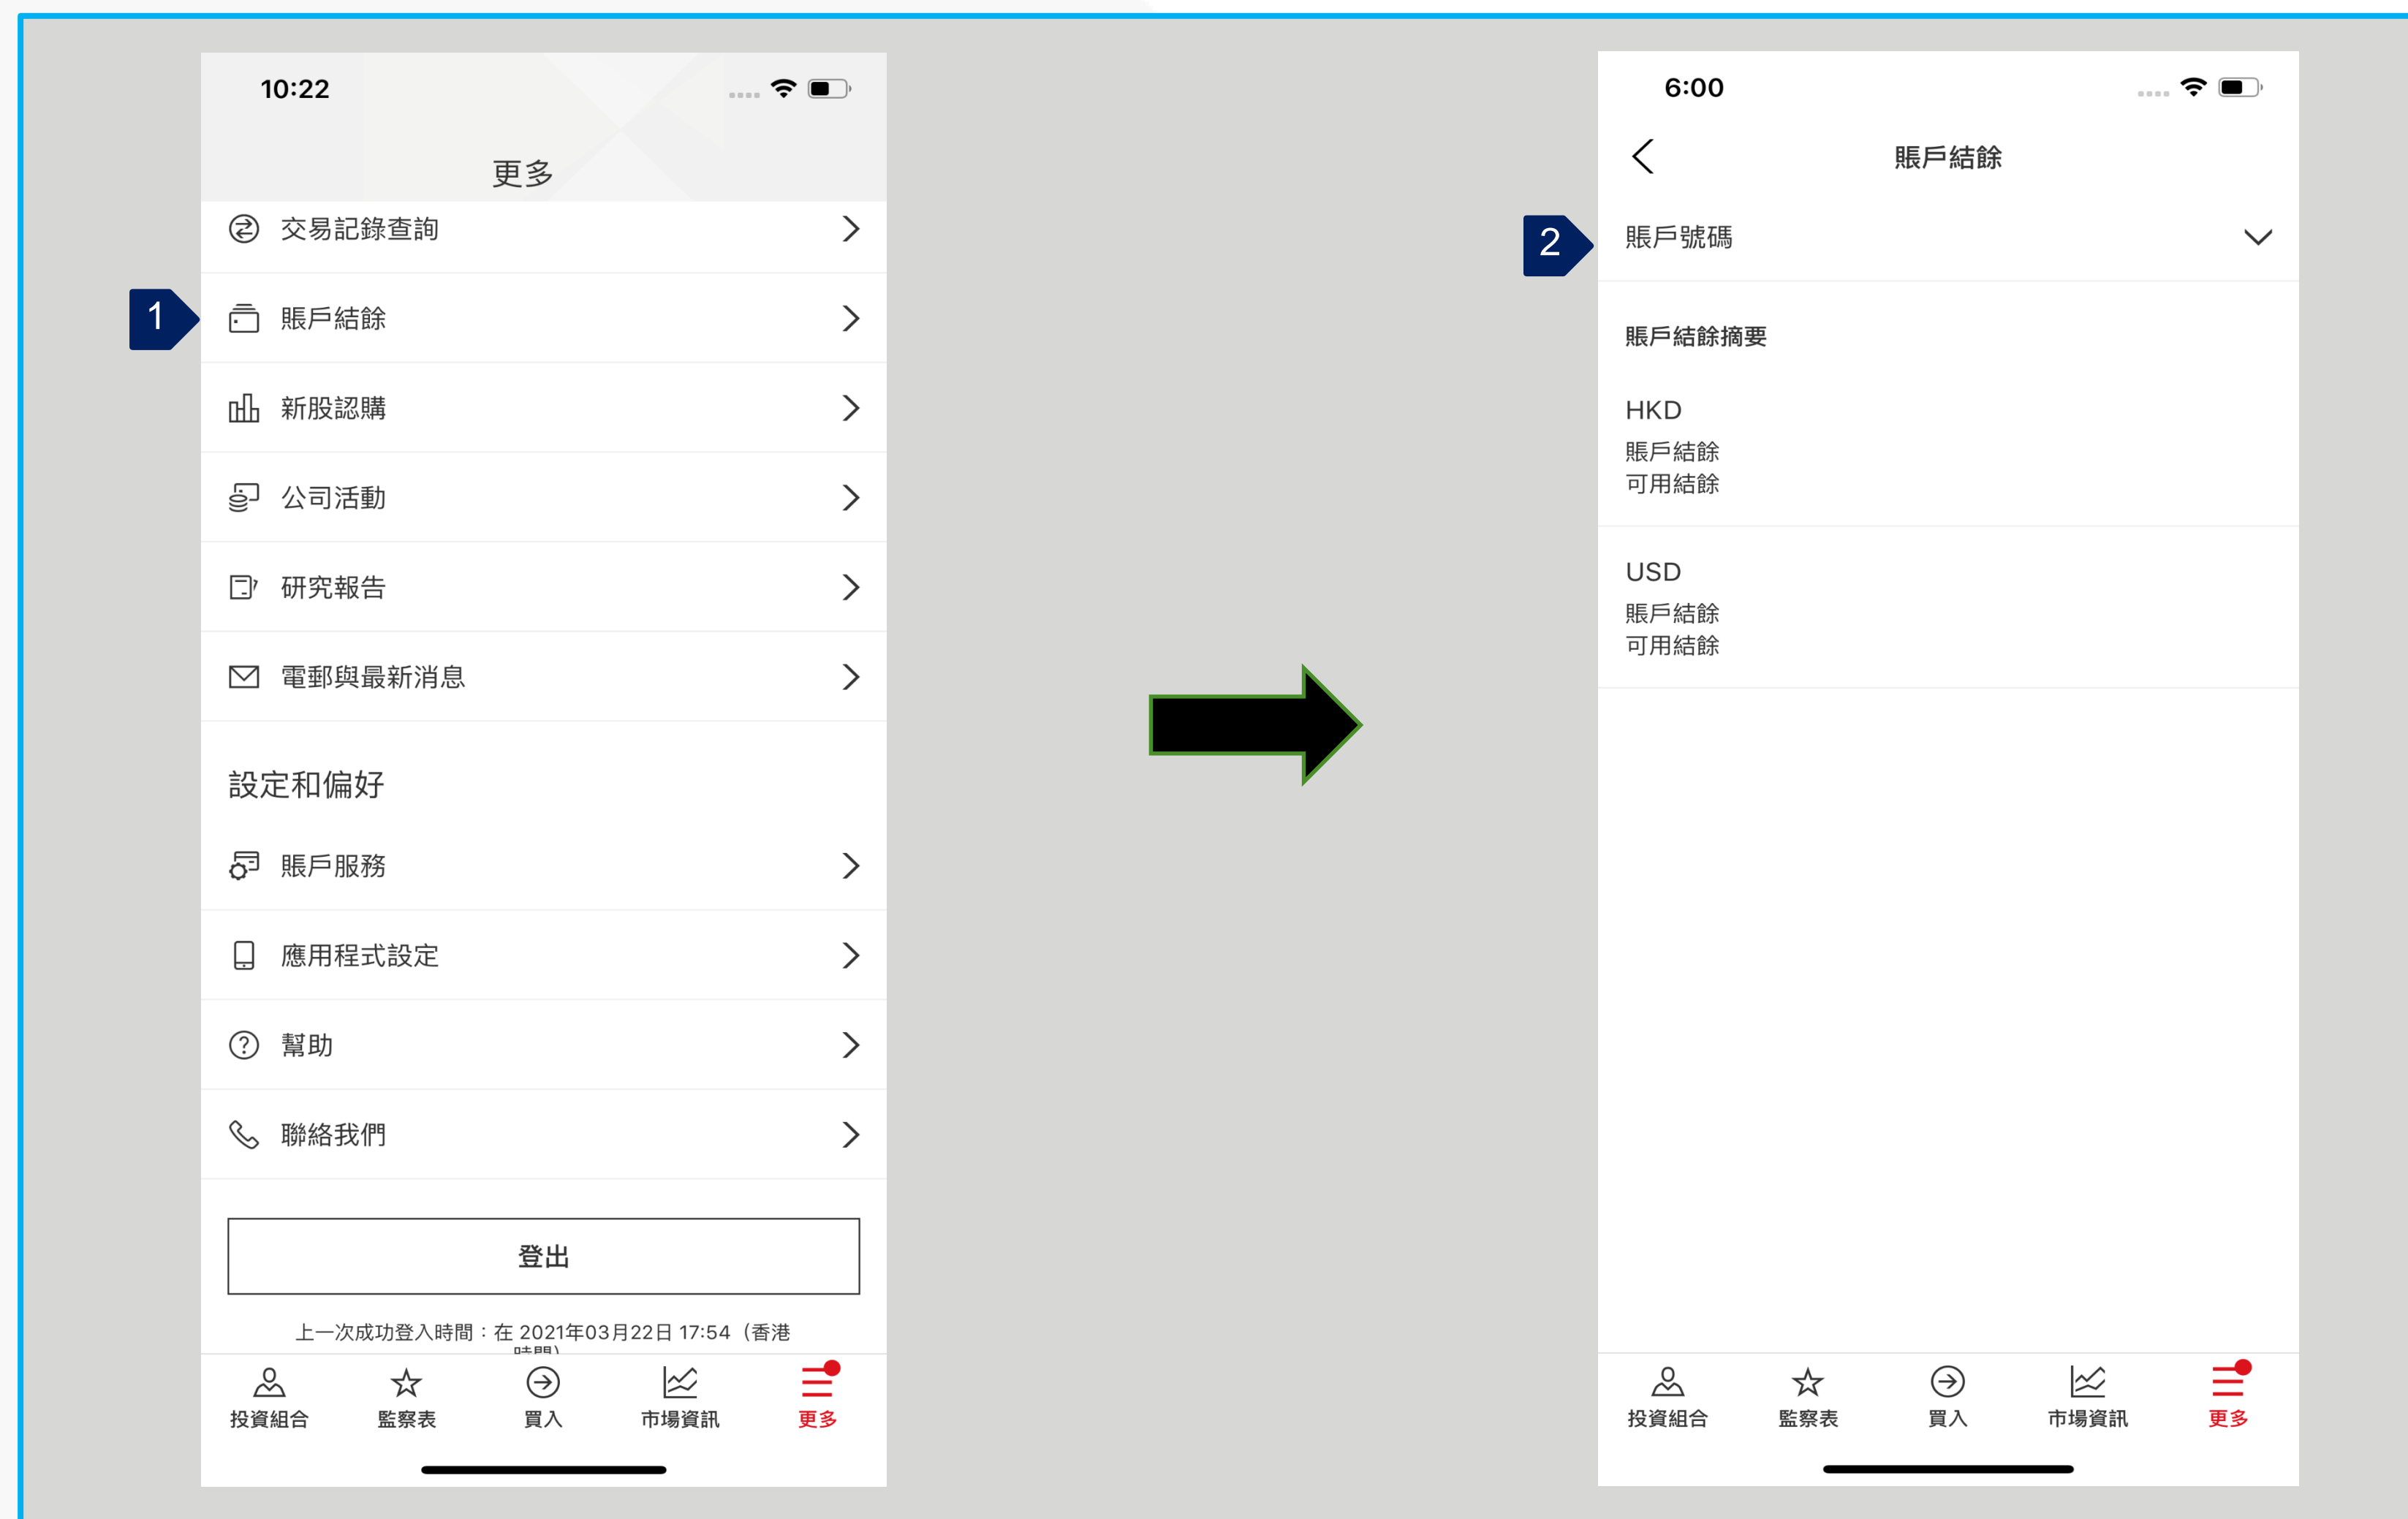 10:22
更多
交易記錄查詢
1
賬戶結餘
新股認購
公司活動
研究報告
電郵與最新消息
設定和偏好
賬戶服務
應用程式設定
幫助
聯絡我們
登出
上一次成功登入時間：在 2021年03月22日 17:54（香港
時間）
投資組合
監察表
買入
市場資訊
更多
6:00
賬戶結餘
2
賬戶號碼
賬戶結餘摘要
HKD
賬戶結餘
可用結餘
USD
賬戶結餘
可用結餘
投資組合
監察表
買入
市場資訊
更多